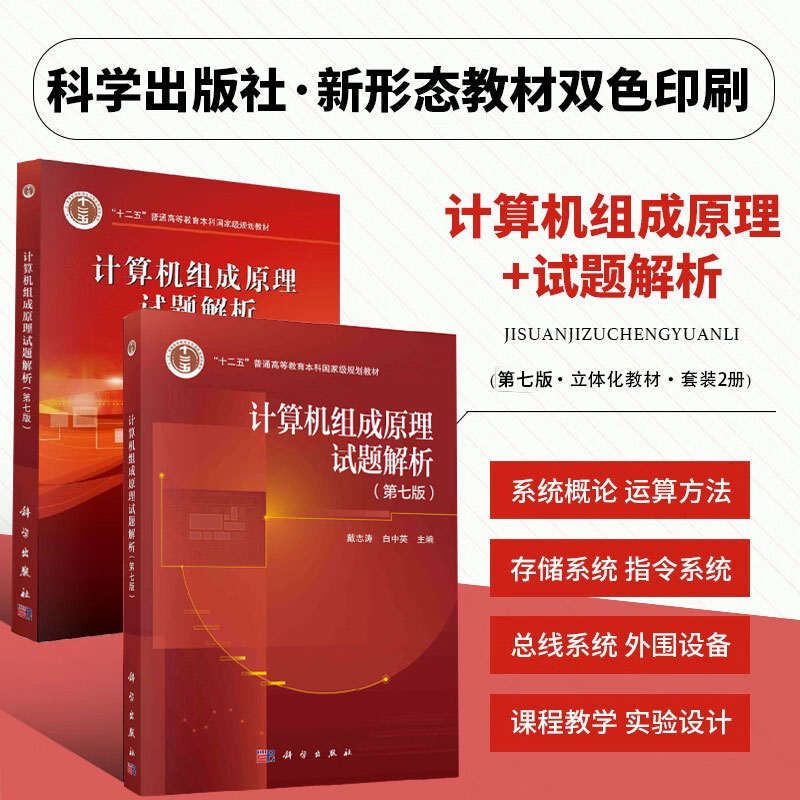 科学出版社·新形态教材双色印刷
计算机组成原理
+试题解析
JISUANJIZUCHENGYUANLI
(第七版·立体化教材·套装2册)
系统概论 运算方法
存储系统 指令系统
总线系统 外围设备
课程教学 实验设计
“十二五”普通高等教育本科国家级规划教材
计算机组成原理
试题解析
计算机组成原理试题解析(第七版)
科学出版社
十二五
“十二五”普通高等教育本科国家级规划教材
计算机组成原理
试题解析
(第七版)
戴志涛 白中英 主编
科学出版社
计算机组成原理试题解析(第七版)
科学出版社